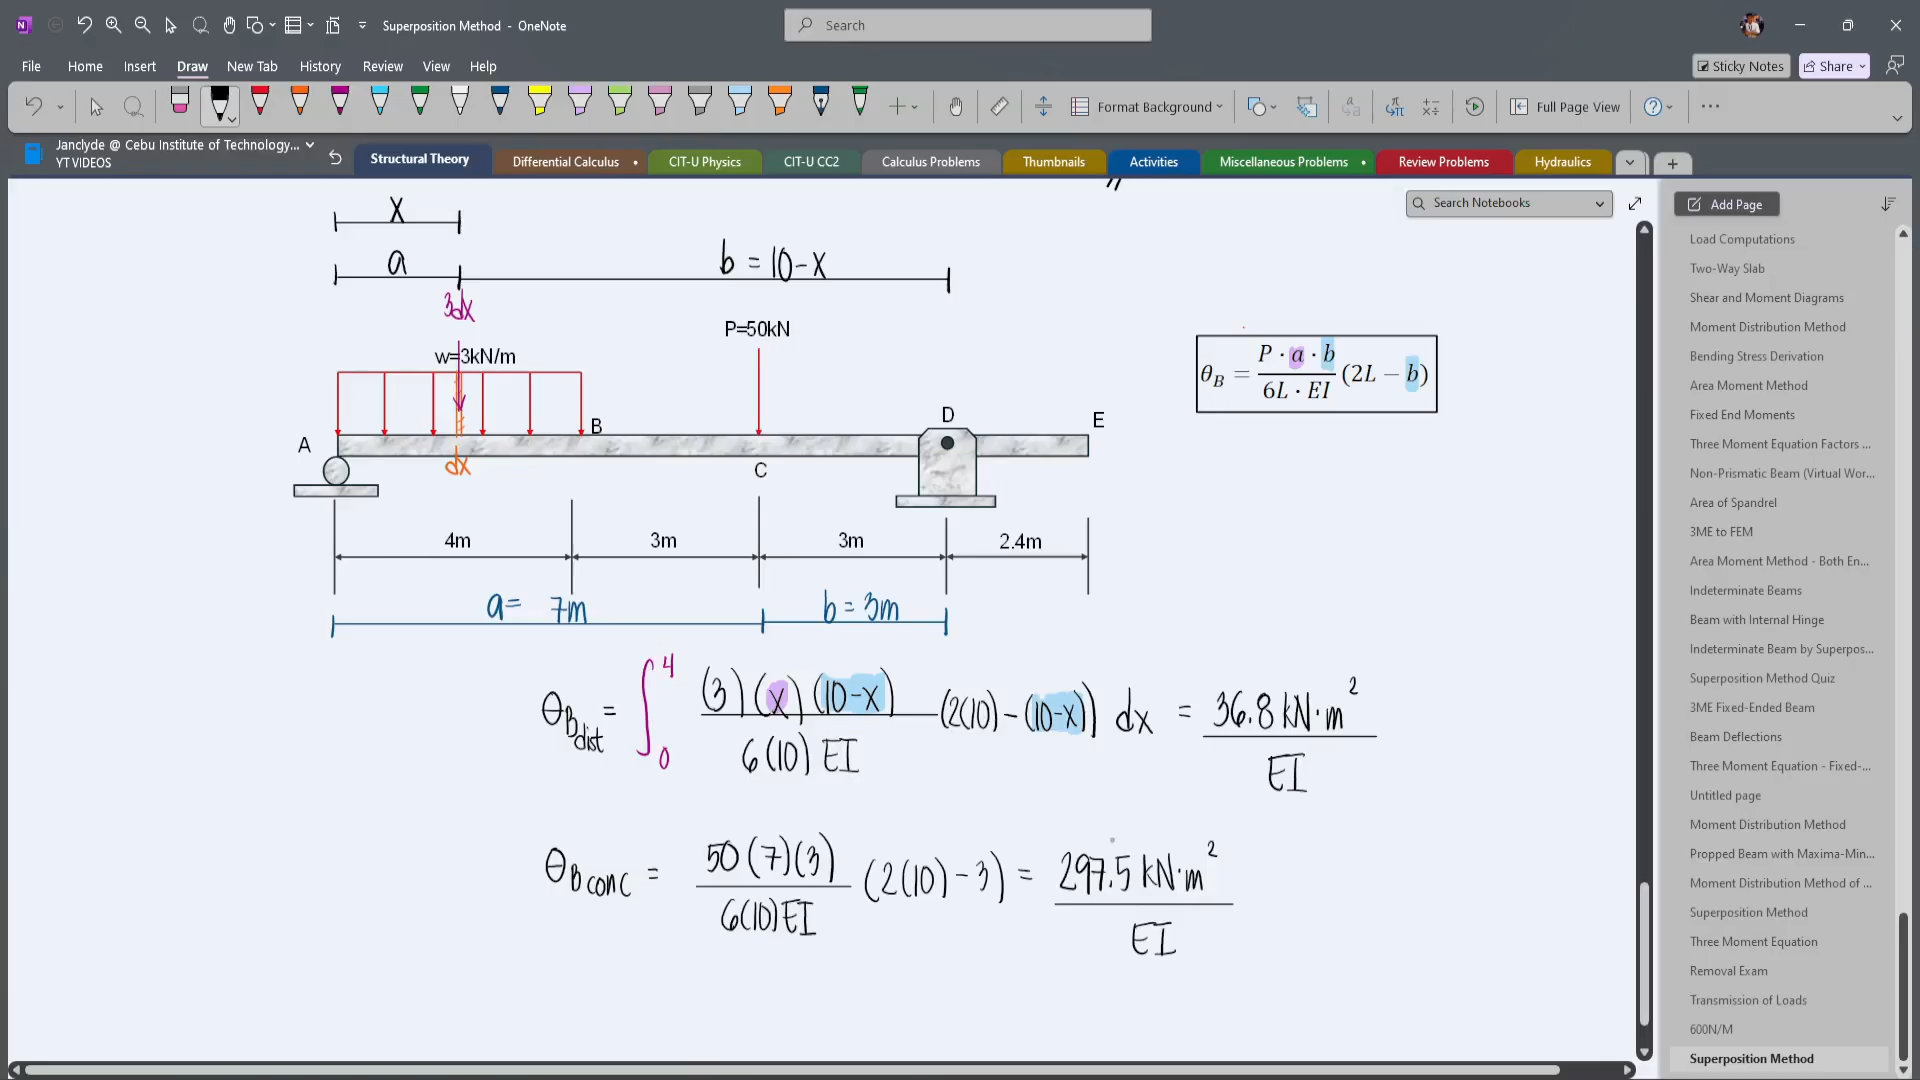 Superposition Method - OneNote
Search
File Home Insert Draw New Tab History Review View Help
Sticky Notes Share
Format Background Full Page View
Janclyde @ Cebu Institute of Technology...
YT VIDEOS
Structural Theory Differential Calculus CIT-U Physics CIT-U CC2 Calculus Problems Thumbnails Activities Miscellaneous Problems Review Problems Hydraulics
Search Notebooks
Add Page
Load Computations
Two-Way Slab
Shear and Moment Diagrams
Moment Distribution Method
Bending Stress Derivation
Area Moment Method
Fixed End Moments
Three Moment Equation Factors ...
Non-Prismatic Beam (Virtual Wor...
Area of Spandrel
3ME to FEM
Area Moment Method - Both En...
Indeterminate Beams
Beam with Internal Hinge
Indeterminate Beam by Superpos...
Superposition Method Quiz
3ME Fixed-Ended Beam
Beam Deflections
Three Moment Equation - Fixed-...
Untitled page
Moment Distribution Method
Propped Beam with Maxima-Min...
Moment Distribution Method of ...
Superposition Method
Three Moment Equation
Removal Exam
Transmission of Loads
600N/M
Superposition Method
x
a
b = 10-x
3dx
P=50kN
w=3kN/m
θ_B = P · a · b / 6L · EI (2L − b)
A B D E
dx C
4m 3m 3m 2.4m
a = 7m b = 3m
θ_B dist = ∫₀⁴ (3)(x)(10-x) / 6(10) EI (2(10)-(10-x)) dx = 36.8 kN·m² / EI
θ_B conc = 50(7)(3) / 6(10)EI (2(10)-3) = 297.5 kN·m² / EI